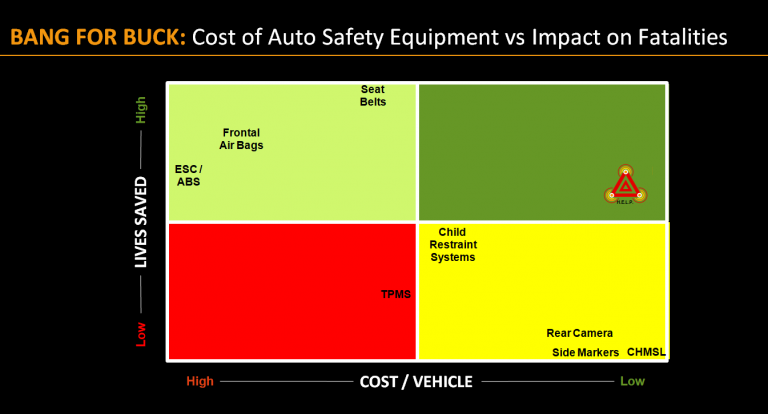 BANG FOR BUCK: Cost of Auto Safety Equipment vs Impact on Fatalities
High
LIVES SAVED
Low
Seat
Belts
Frontal
Air Bags
ESC /
ABS
H.E.L.P.
Child
Restraint
Systems
TPMS
Rear Camera
Side Markers
CHMSL
High
COST / VEHICLE
Low